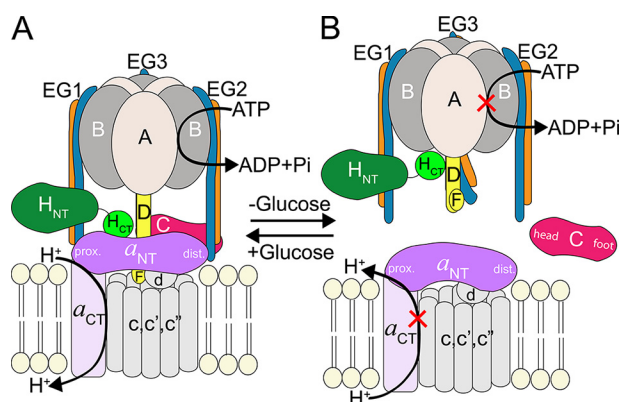 A
EG3
EG1
EG2
ATP
B
A
B
ADP+Pi
H NT
H CT
D
C
prox.
a NT
dist.
H+
F
d
a CT
c,c',c"
H+
-Glucose
+Glucose
B
EG3
EG1
EG2
ATP
B
A
B
ADP+Pi
H NT
H CT
D
F
head C foot
H+
prox.
a NT
dist.
d
a CT
c,c',c"
H+